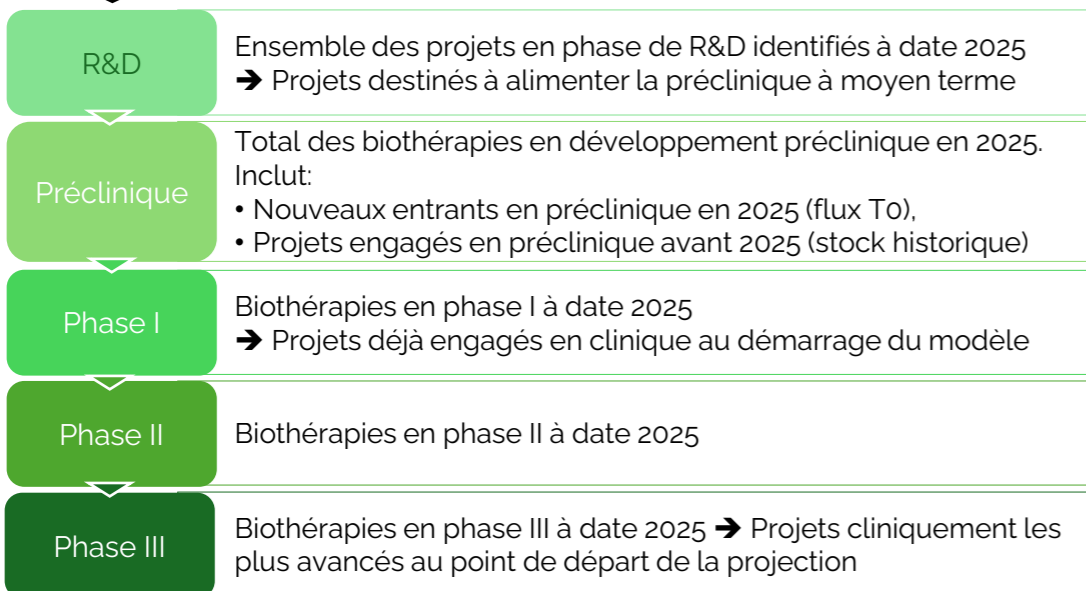 R&D
Ensemble des projets en phase de R&D identifiés à date 2025
➔ Projets destinés à alimenter la préclinique à moyen terme
Préclinique
Total des biothérapies en développement préclinique en 2025.
Inclut:
• Nouveaux entrants en préclinique en 2025 (flux T0),
• Projets engagés en préclinique avant 2025 (stock historique)
Phase I
Biothérapies en phase I à date 2025
➔ Projets déjà engagés en clinique au démarrage du modèle
Phase II
Biothérapies en phase II à date 2025
Phase III
Biothérapies en phase III à date 2025 ➔ Projets cliniquement les
plus avancés au point de départ de la projection